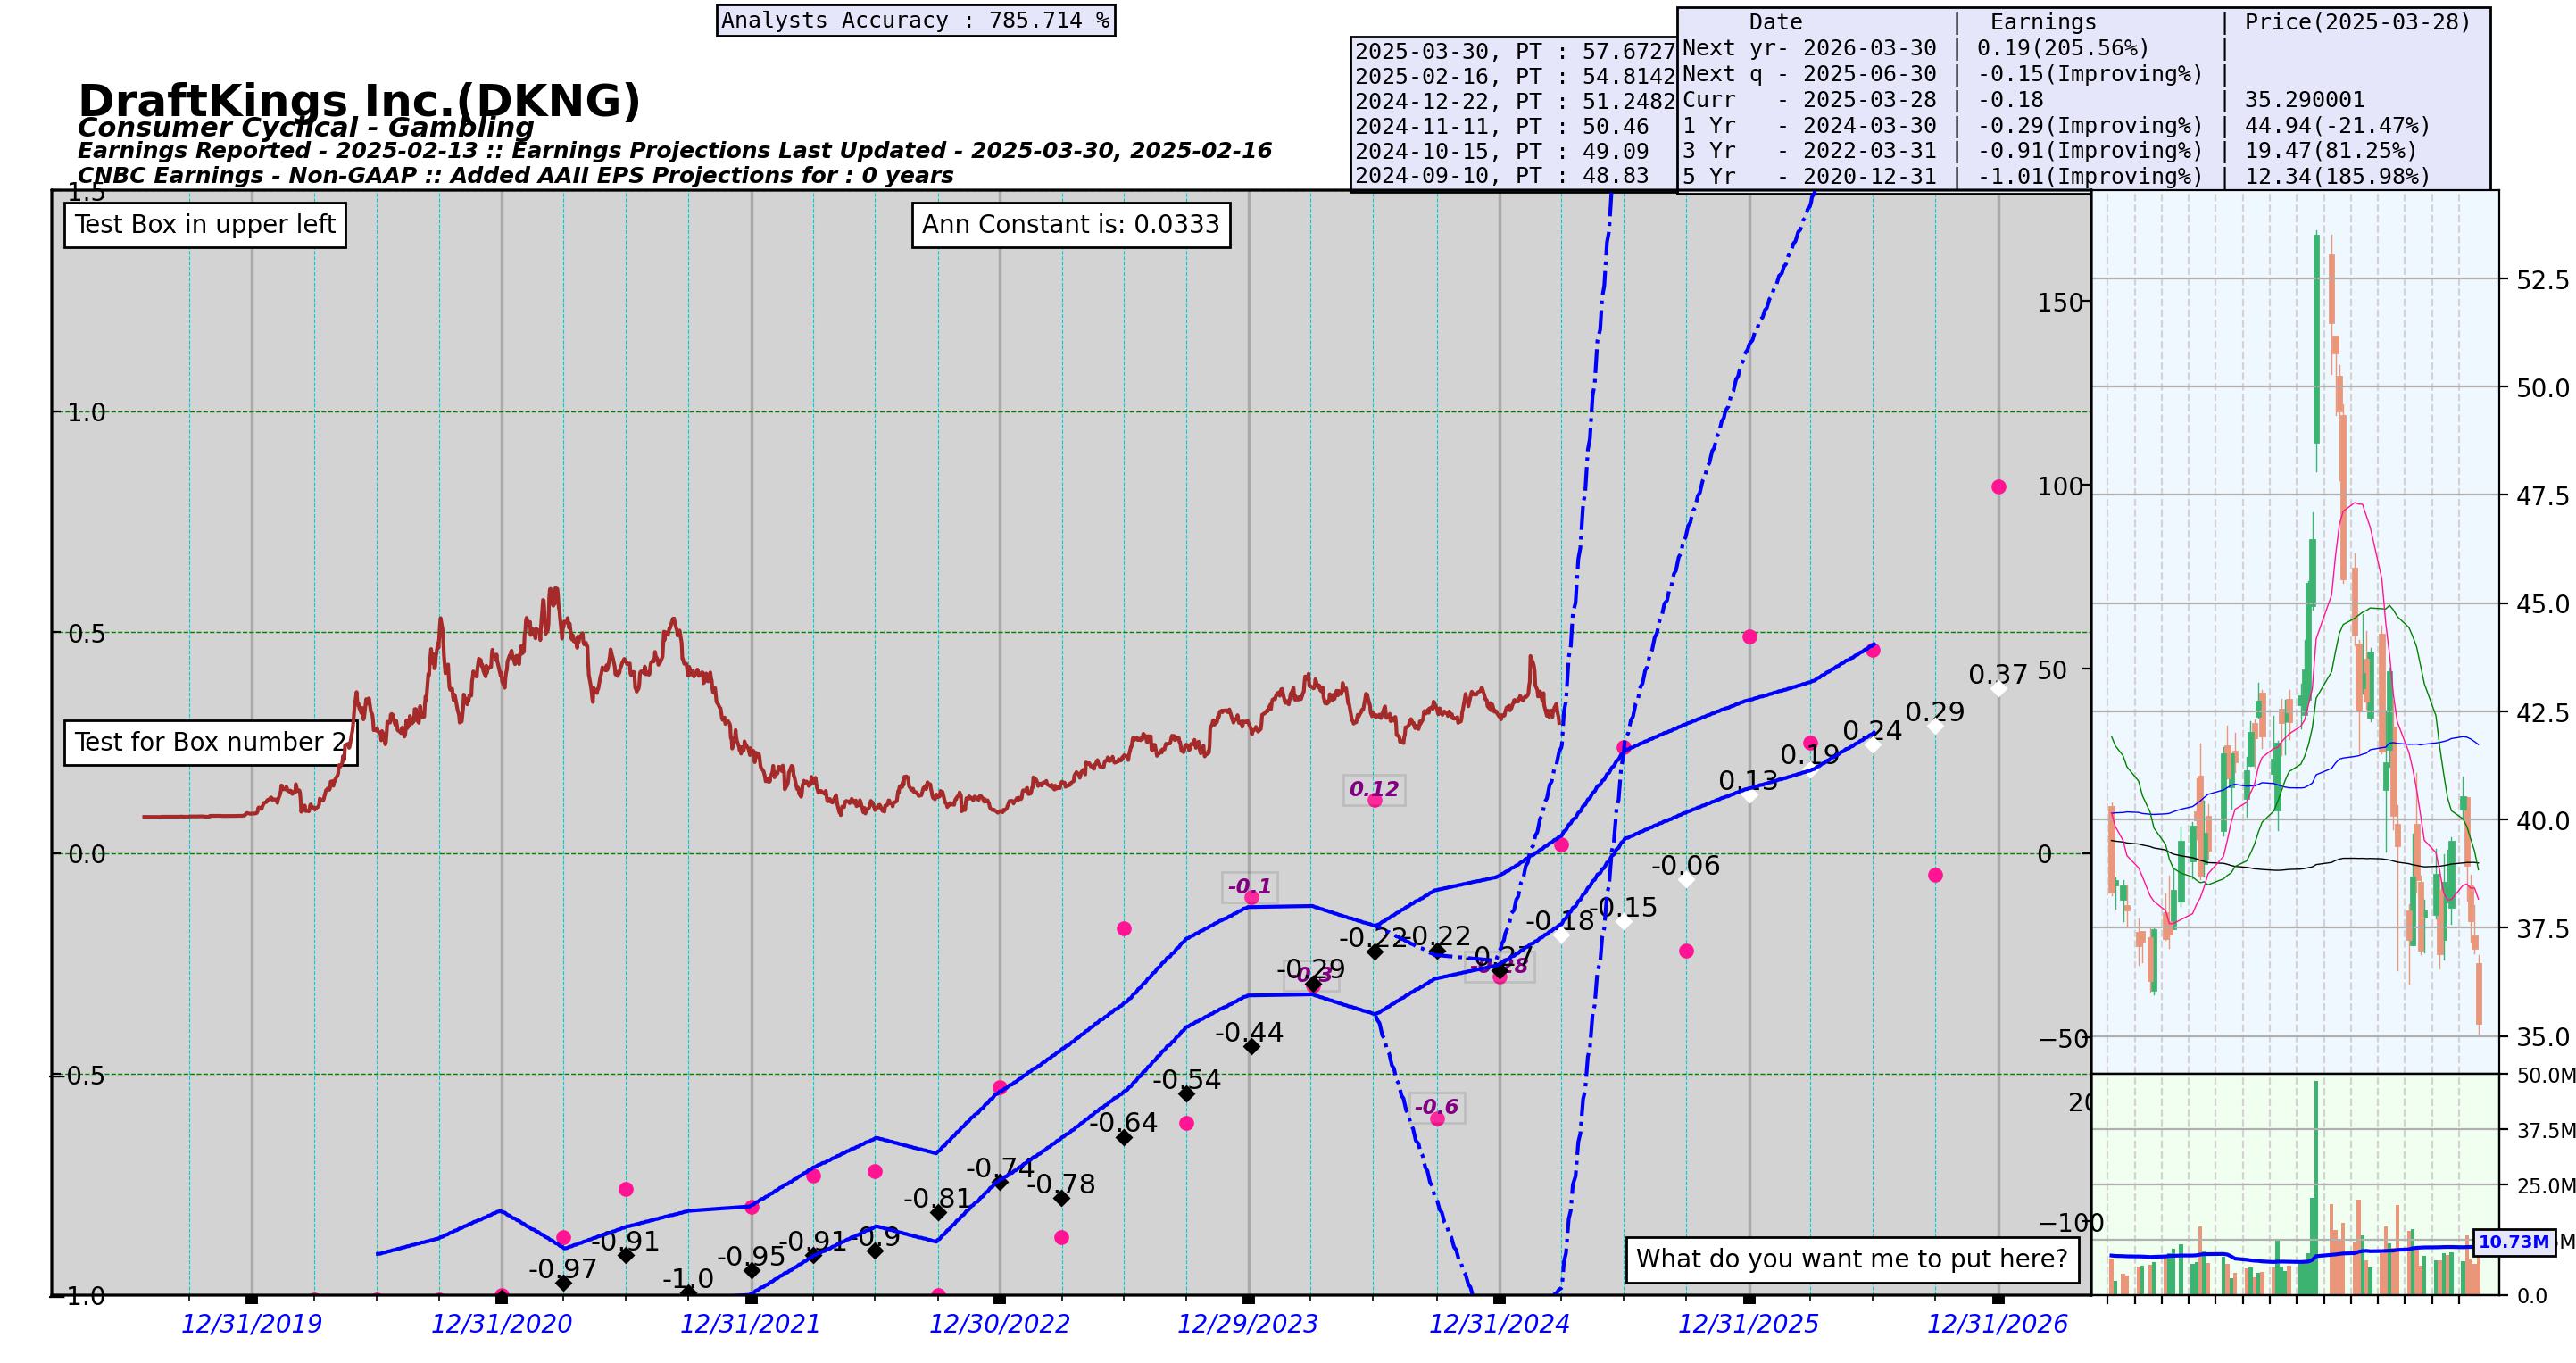 Analysts Accuracy : 785.714 %
DraftKings Inc.(DKNG)
Consumer Cyclical - Gambling
Earnings Reported - 2025-02-13 :: Earnings Projections Last Updated - 2025-03-30, 2025-02-16
CNBC Earnings - Non-GAAP :: Added AAII EPS Projections for : 0 years
2025-03-30, PT : 57.6727
2025-02-16, PT : 54.8142
2024-12-22, PT : 51.2482
2024-11-11, PT : 50.46
2024-10-15, PT : 49.09
2024-09-10, PT : 48.83
Date | Earnings | Price(2025-03-28)
Next yr- 2026-03-30 | 0.19(205.56%) |
Next q - 2025-06-30 | -0.15(Improving%) |
Curr - 2025-03-28 | -0.18 | 35.290001
1 Yr - 2024-03-30 | -0.29(Improving%) | 44.94(-21.47%)
3 Yr - 2022-03-31 | -0.91(Improving%) | 19.47(81.25%)
5 Yr - 2020-12-31 | -1.01(Improving%) | 12.34(185.98%)
Test Box in upper left
Ann Constant is: 0.0333
Test for Box number 2
What do you want me to put here?
1.5
1.0
0.5
0.0
-0.5
-1.0
-0.97
-0.91
-1.0
-0.95
-0.91
-0.9
-0.81
-0.74
-0.78
-0.64
-0.54
-0.44
-0.1
-0.29
-0.3
0.12
-0.22
-0.22
-0.6
-0.27
-0.28
-0.18
-0.15
-0.06
0.13
0.19
0.24
0.29
0.37
150
100
50
0
−50
−100
52.5
50.0
47.5
45.0
42.5
40.0
37.5
35.0
50.0M
37.5M
25.0M
10.73M
0.0
12/31/2019
12/31/2020
12/31/2021
12/30/2022
12/29/2023
12/31/2024
12/31/2025
12/31/2026